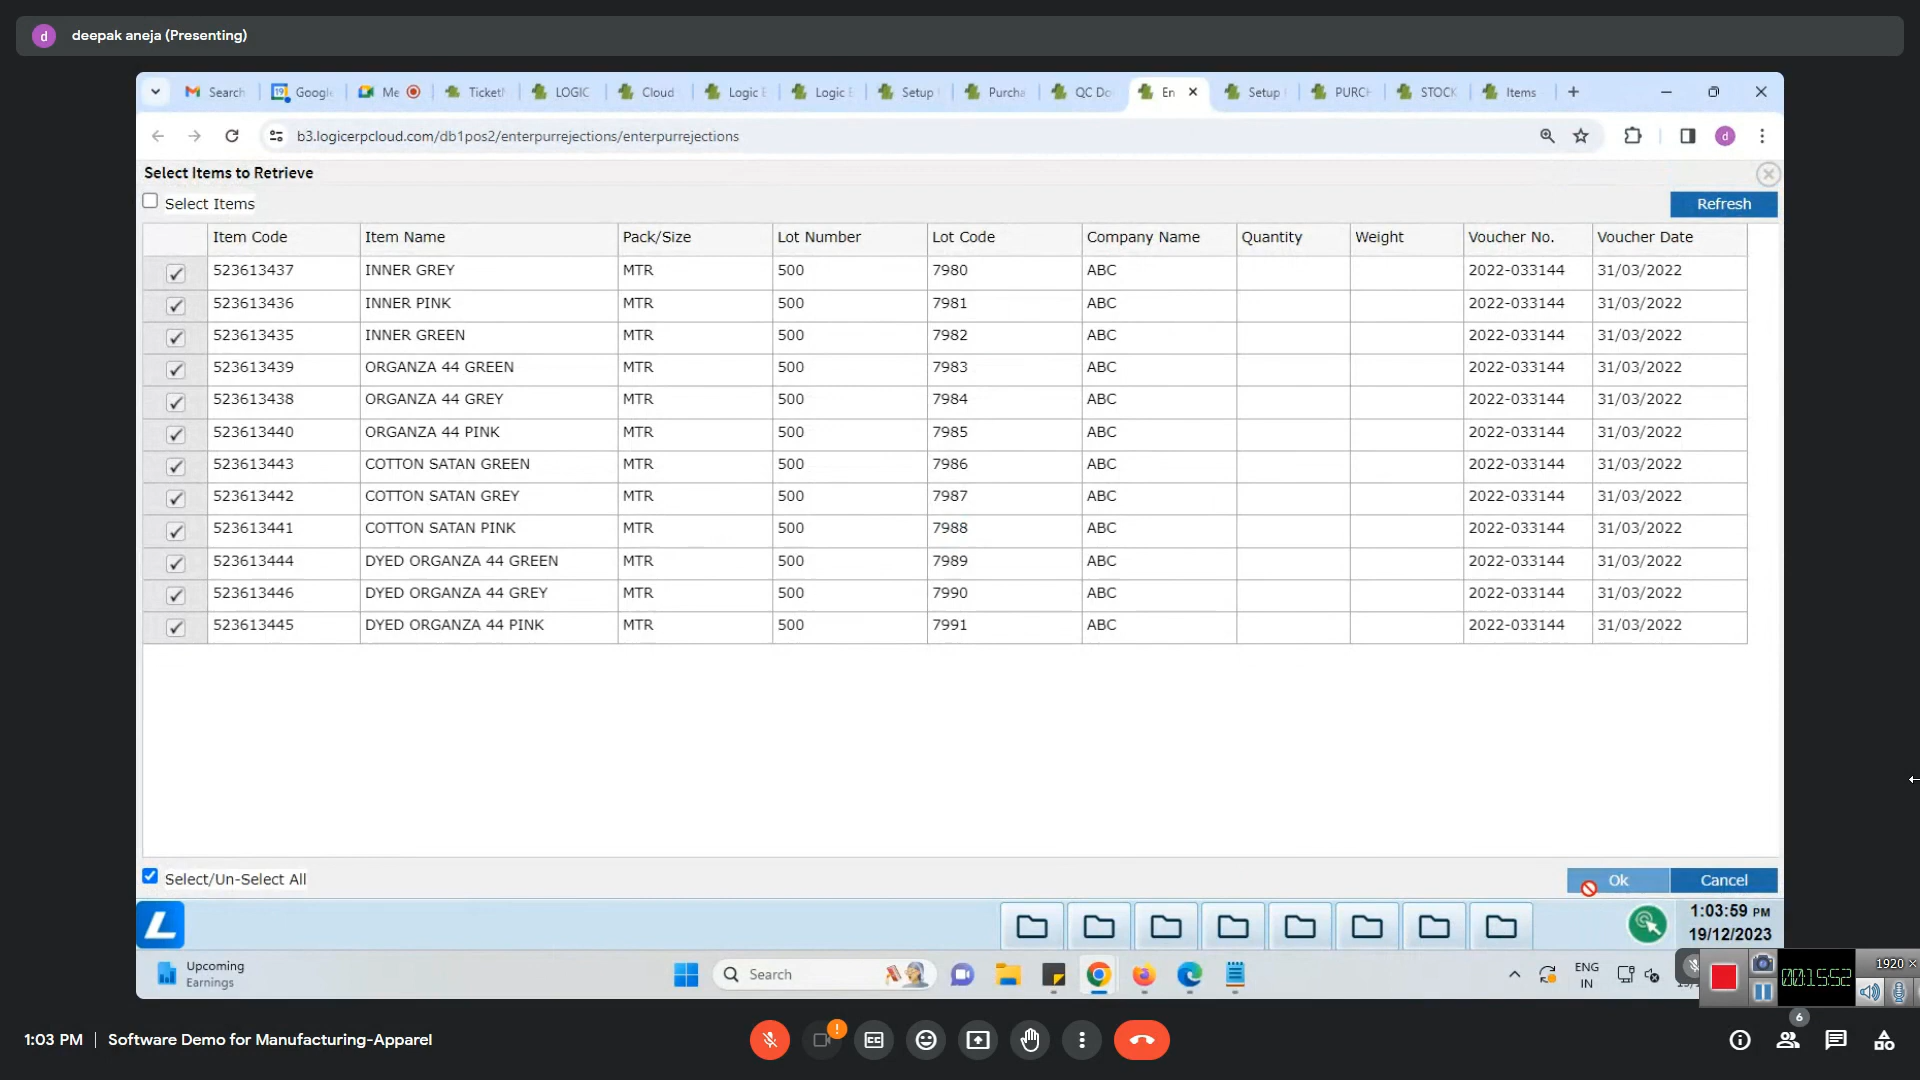 d deepak aneja (Presenting)
Search Google Me Ticket LOGIC Cloud Logic E Logic E Setup Purcha QC Do En Setup PURCH STOCK Items
b3.logicerpcloud.com/db1pos2/enterpurrejections/enterpurrejections d
Select Items to Retrieve
Select Items Refresh
Item Code Item Name Pack/Size Lot Number Lot Code Company Name Quantity Weight Voucher No. Voucher Date
523613437 INNER GREY MTR 500 7980 ABC 2022-033144 31/03/2022
523613436 INNER PINK MTR 500 7981 ABC 2022-033144 31/03/2022
523613435 INNER GREEN MTR 500 7982 ABC 2022-033144 31/03/2022
523613439 ORGANZA 44 GREEN MTR 500 7983 ABC 2022-033144 31/03/2022
523613438 ORGANZA 44 GREY MTR 500 7984 ABC 2022-033144 31/03/2022
523613440 ORGANZA 44 PINK MTR 500 7985 ABC 2022-033144 31/03/2022
523613443 COTTON SATAN GREEN MTR 500 7986 ABC 2022-033144 31/03/2022
523613442 COTTON SATAN GREY MTR 500 7987 ABC 2022-033144 31/03/2022
523613441 COTTON SATAN PINK MTR 500 7988 ABC 2022-033144 31/03/2022
523613444 DYED ORGANZA 44 GREEN MTR 500 7989 ABC 2022-033144 31/03/2022
523613446 DYED ORGANZA 44 GREY MTR 500 7990 ABC 2022-033144 31/03/2022
523613445 DYED ORGANZA 44 PINK MTR 500 7991 ABC 2022-033144 31/03/2022
Select/Un-Select All Ok Cancel
1:03:59 PM
19/12/2023
Upcoming
Earnings
Search
ENG
IN
1920 ×
00:15:52
6
1:03 PM | Software Demo for Manufacturing-Apparel